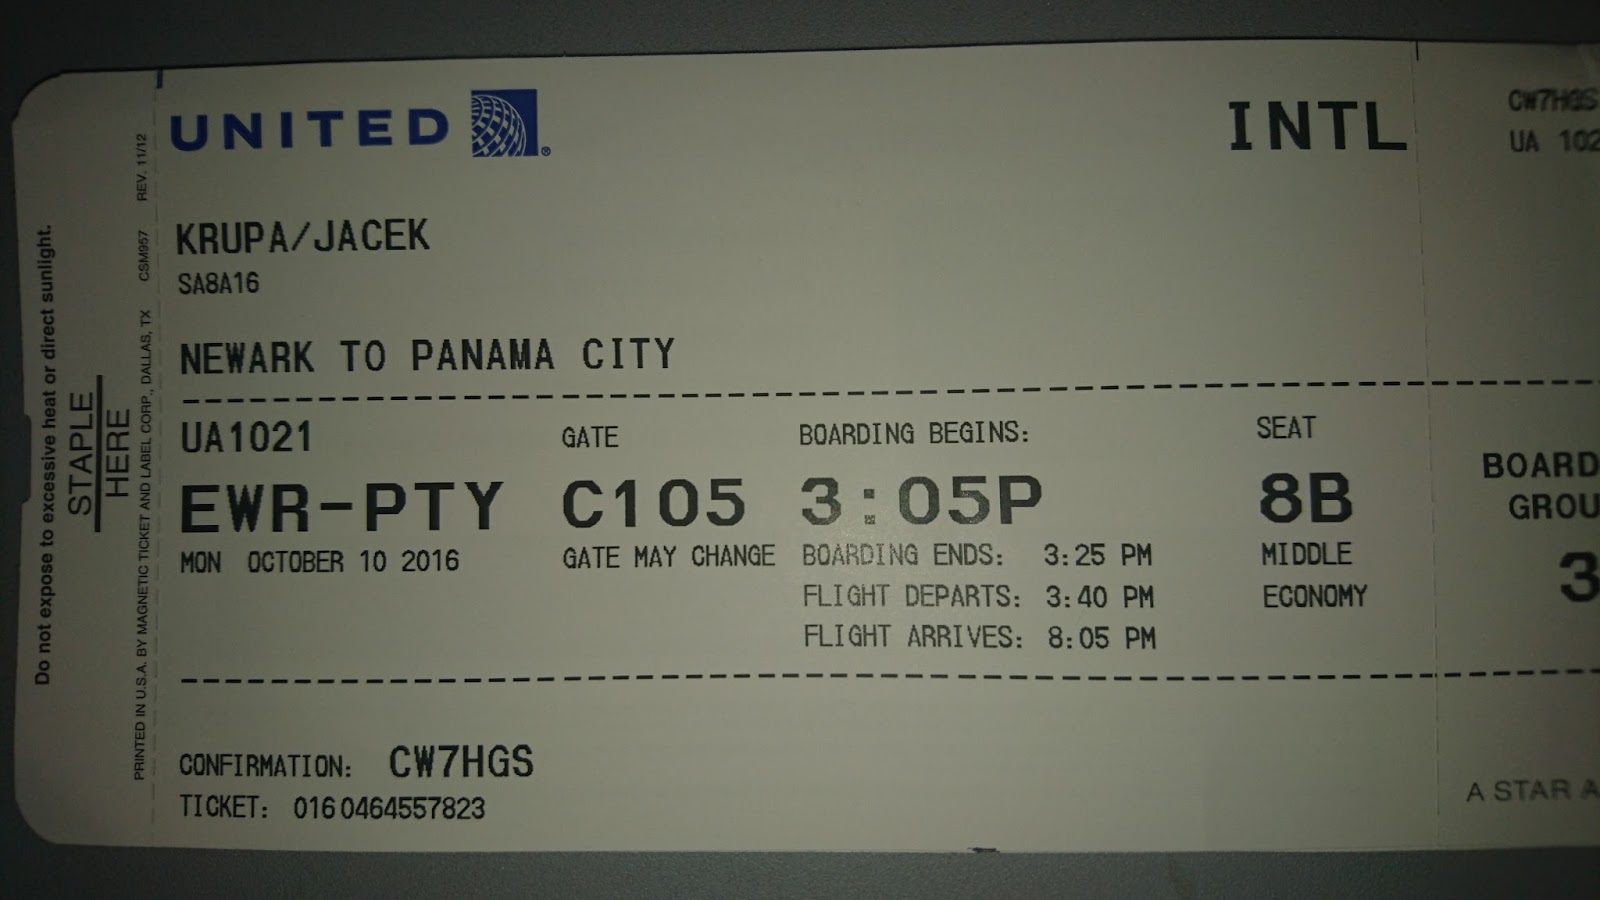 Do not expose to excessive heat or direct sunlight.
STAPLE
HERE
PRINTED IN U.S.A. BY MAGNETIC TICKET AND LABEL CORP., DALLAS, TX CSM957 REV. 11/12
UNITED ®
INTL
KRUPA/JACEK
SA8A16
NEWARK TO PANAMA CITY
UA1021 GATE BOARDING BEGINS: SEAT
EWR-PTY C105 3:05P 8B
MON OCTOBER 10 2016 GATE MAY CHANGE BOARDING ENDS: 3:25 PM MIDDLE
FLIGHT DEPARTS: 3:40 PM ECONOMY
FLIGHT ARRIVES: 8:05 PM
CONFIRMATION: CW7HGS
TICKET: 016 0464557823
CW7HGS
UA 102
BOARD
GROU
3
A STAR A